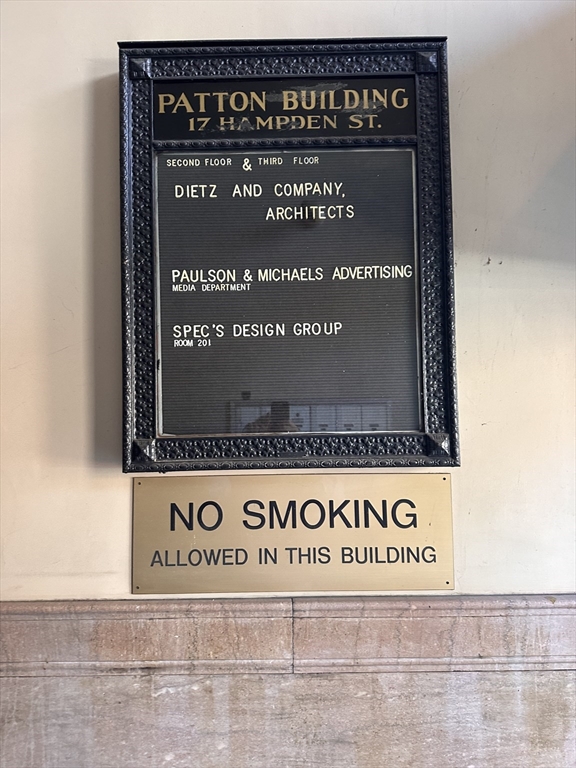 PATTON BUILDING
17 HAMPDEN ST.
SECOND FLOOR & THIRD FLOOR
DIETZ AND COMPANY,
ARCHITECTS
PAULSON & MICHAELS ADVERTISING
MEDIA DEPARTMENT
SPEC'S DESIGN GROUP
ROOM 201
NO SMOKING
ALLOWED IN THIS BUILDING